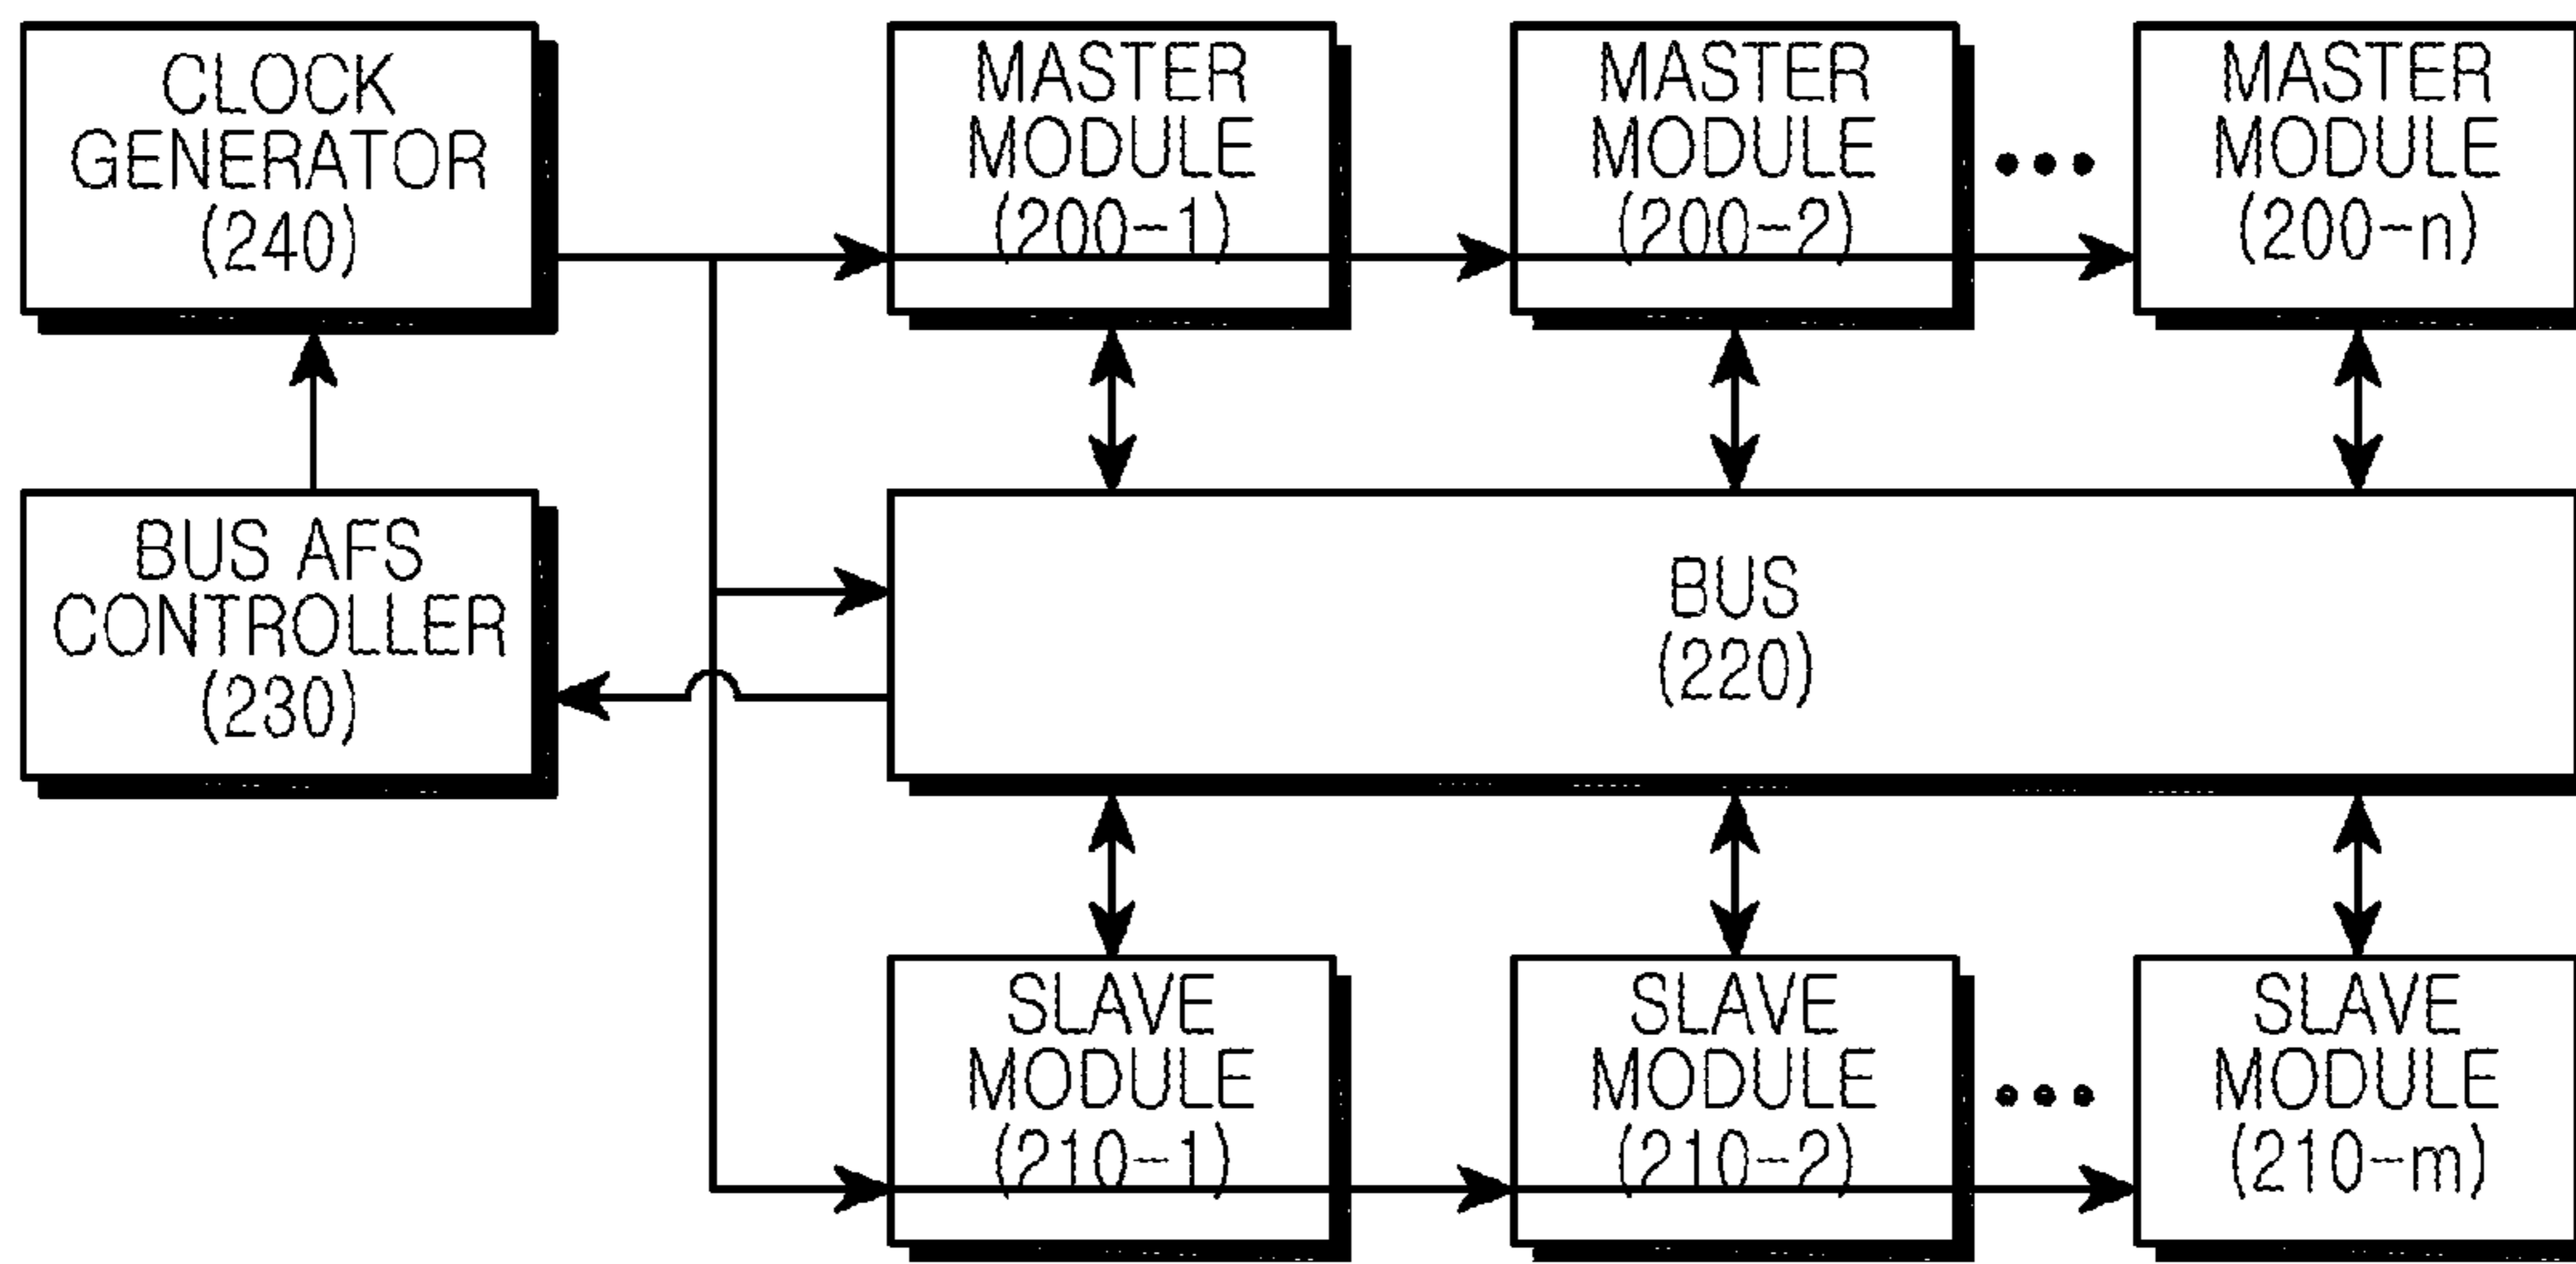 CLOCK
GENERATOR
(240)
MASTER
MODULE
(200-1)
MASTER
MODULE
(200-2)
MASTER
MODULE
(200-n)
BUS AFS
CONTROLLER
(230)
BUS
(220)
SLAVE
MODULE
(210-1)
SLAVE
MODULE
(210-2)
SLAVE
MODULE
(210-m)